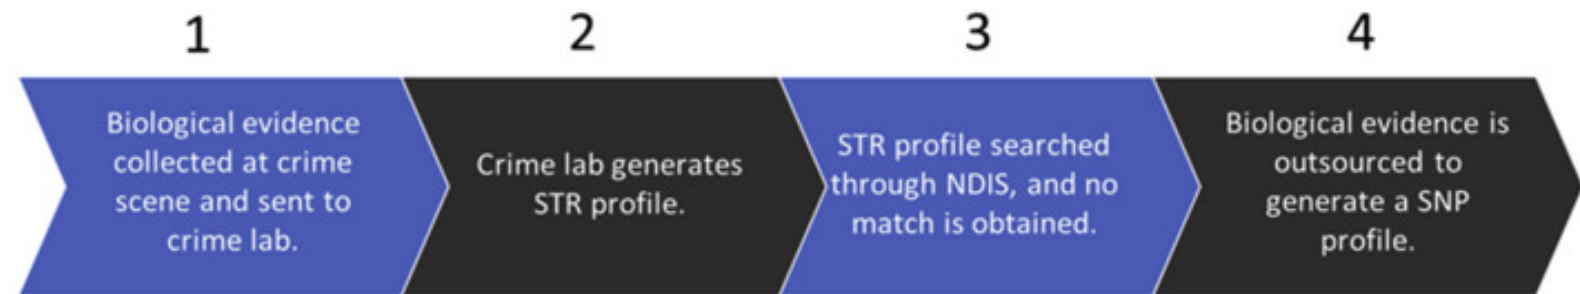 1
2
3
4
Biological evidence
collected at crime
scene and sent to
crime lab.
Crime lab generates
STR profile.
STR profile searched
through NDIS, and no
match is obtained.
Biological evidence is
outsourced to
generate a SNP
profile.